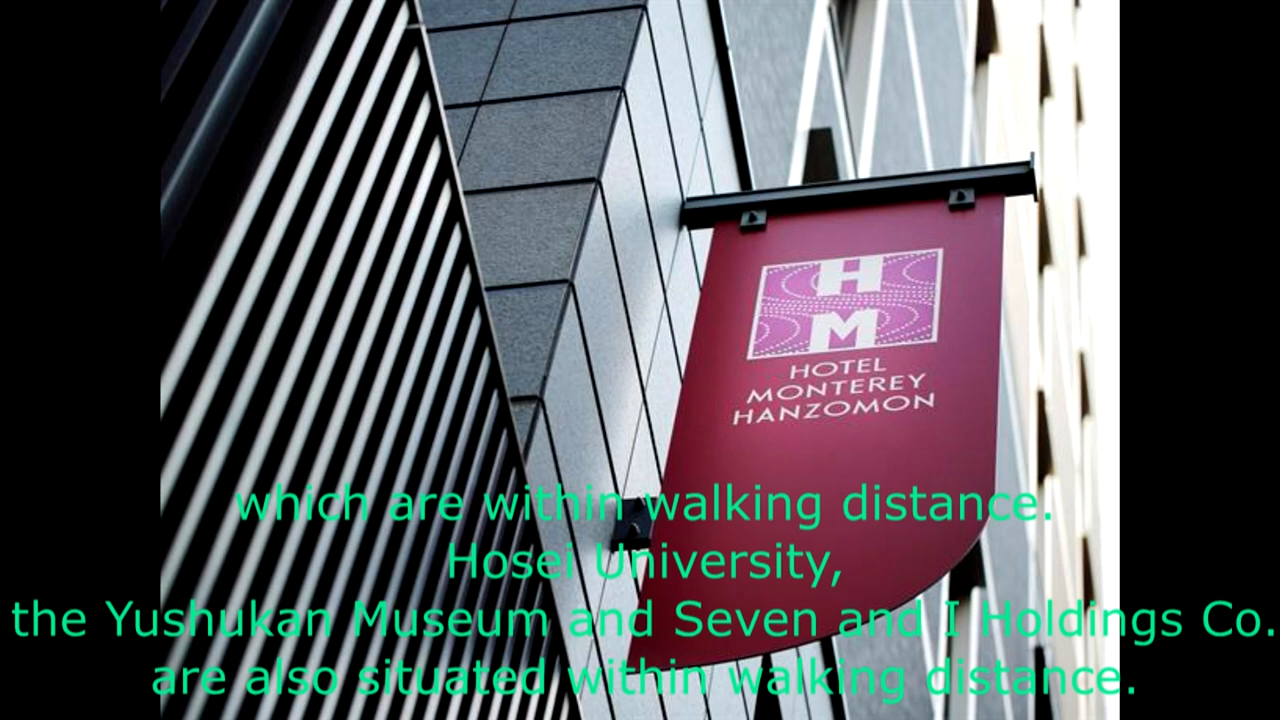 H
M
HOTEL
MONTEREY
HANZOMON
which are within walking distance.
Hosei University,
the Yushukan Museum and Seven and I Holdings Co.
are also situated within walking distance.